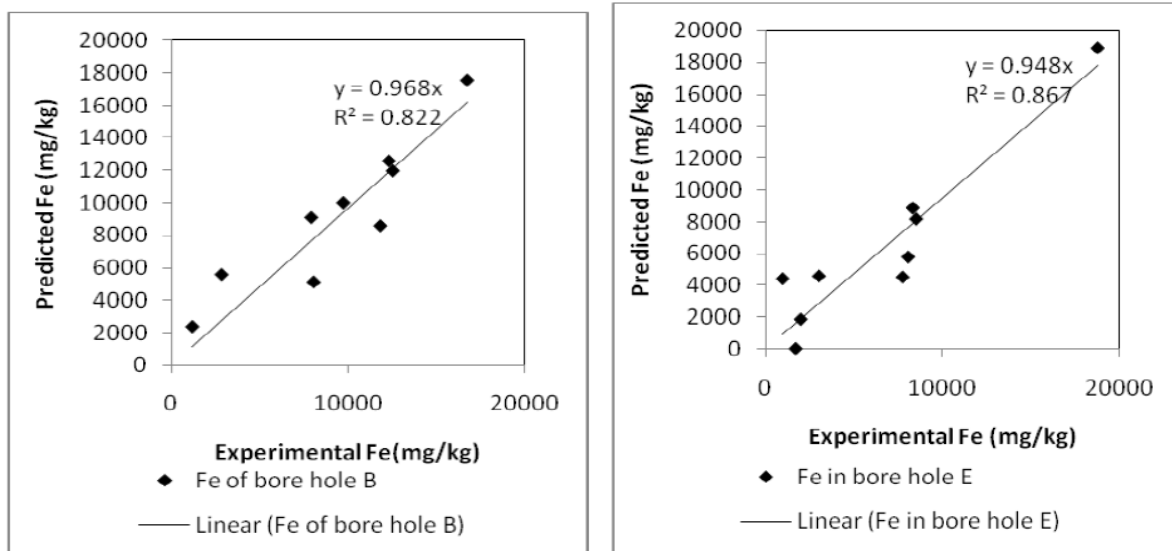 20000
18000
16000
14000
12000
10000
8000
6000
4000
2000
0
Predicted Fe (mg/kg)
y = 0.968x
R² = 0.822
0 10000 20000
Experimental Fe(mg/kg)
Fe of bore hole B
Linear (Fe of bore hole B)
20000
18000
16000
14000
12000
10000
8000
6000
4000
2000
0
Predicted Fe (mg/kg)
y = 0.948x
R² = 0.867
0 10000 20000
Experimental Fe (mg/kg)
Fe in bore hole E
Linear (Fe in bore hole E)